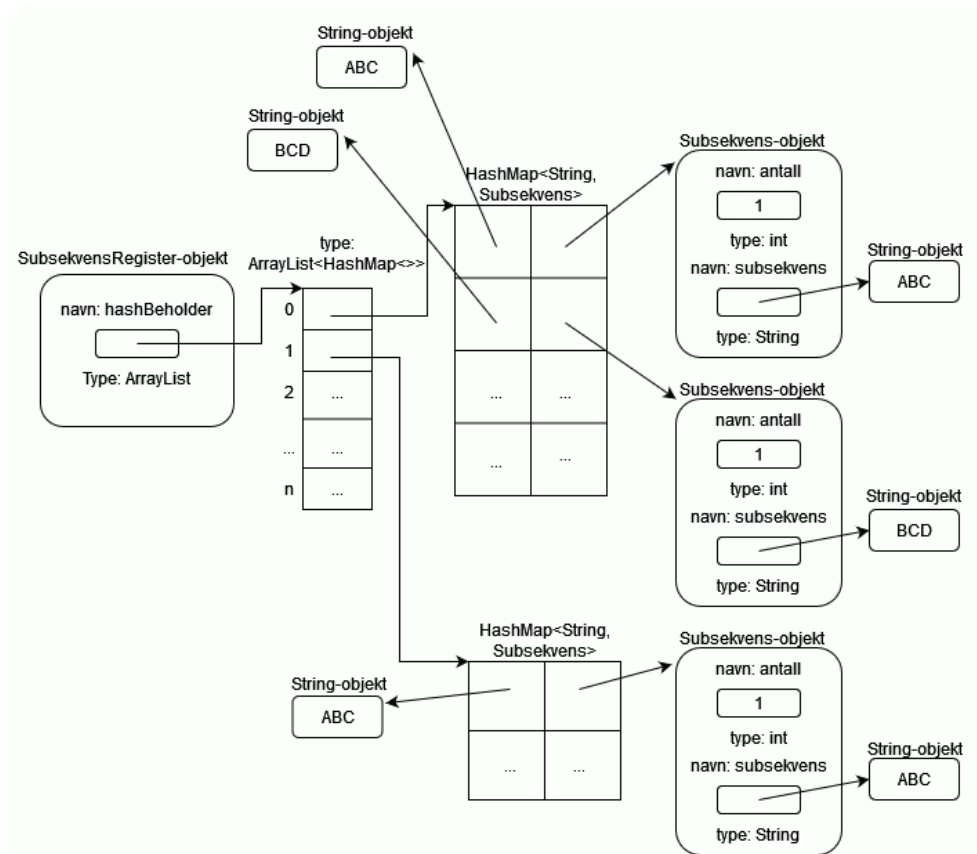 String-objekt
ABC
String-objekt
BCD
HashMap<String,
Subsekvens>
Subsekvens-objekt
navn: antall
1
type: int
navn: subsekvens
type: String
String-objekt
ABC
SubsekvensRegister-objekt
navn: hashBeholder
Type: ArrayList
type:
ArrayList<HashMap<>>
0
1
2
...
...
...
n
...
... ...
... ...
Subsekvens-objekt
navn: antall
1
type: int
navn: subsekvens
type: String
String-objekt
BCD
HashMap<String,
Subsekvens>
String-objekt
ABC
... ...
Subsekvens-objekt
navn: antall
1
type: int
navn: subsekvens
type: String
String-objekt
ABC